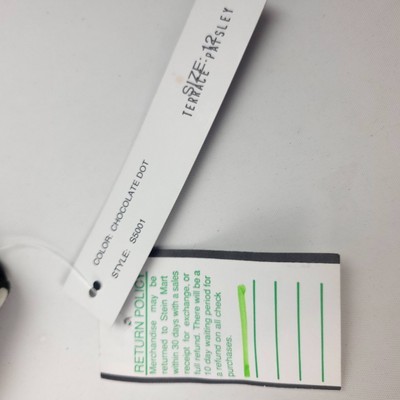 SIZE: 12
TERRACE PAISLEY
COLOR: CHOCOLATE DOT
STYLE: S5001
RETURN POLICY
Merchandise may be
returned to Stein Mart
within 30 days with a sales
receipt for exchange, or
full refund. There will be a
10 day waiting period for
a refund on all check
purchases.